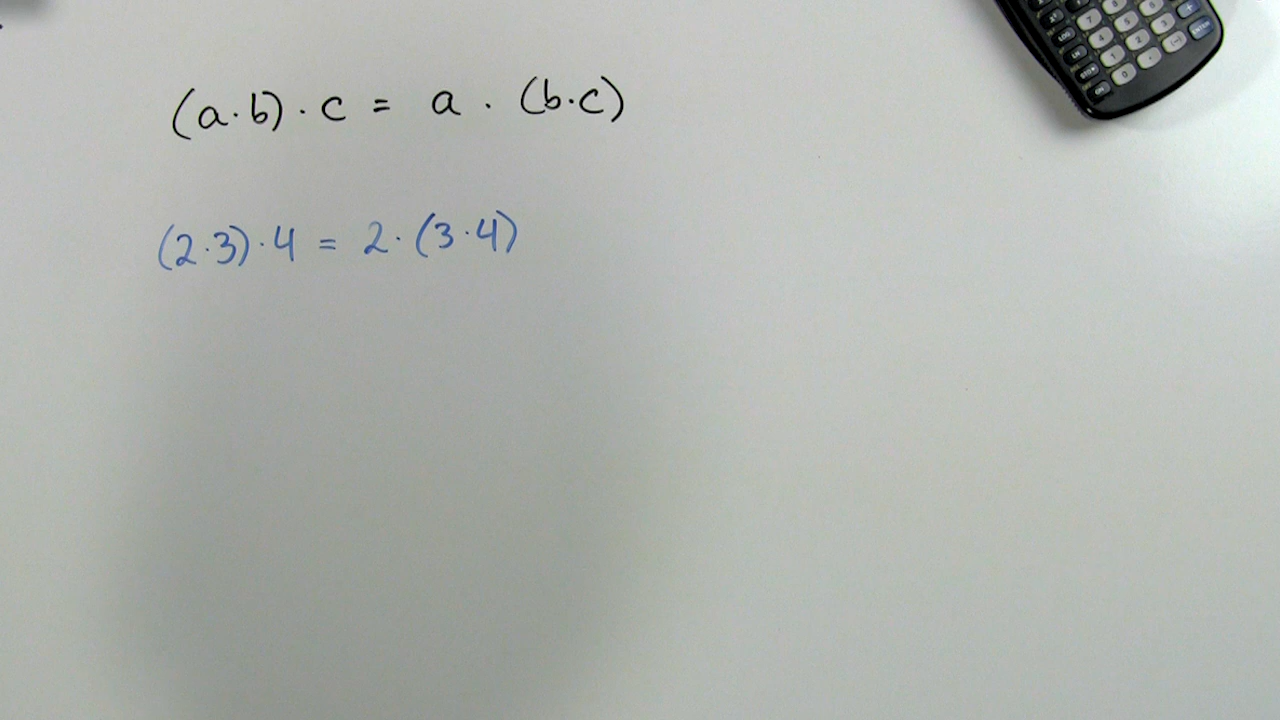 (a·b)·c = a · (b·c)
(2·3)·4 = 2·(3·4)